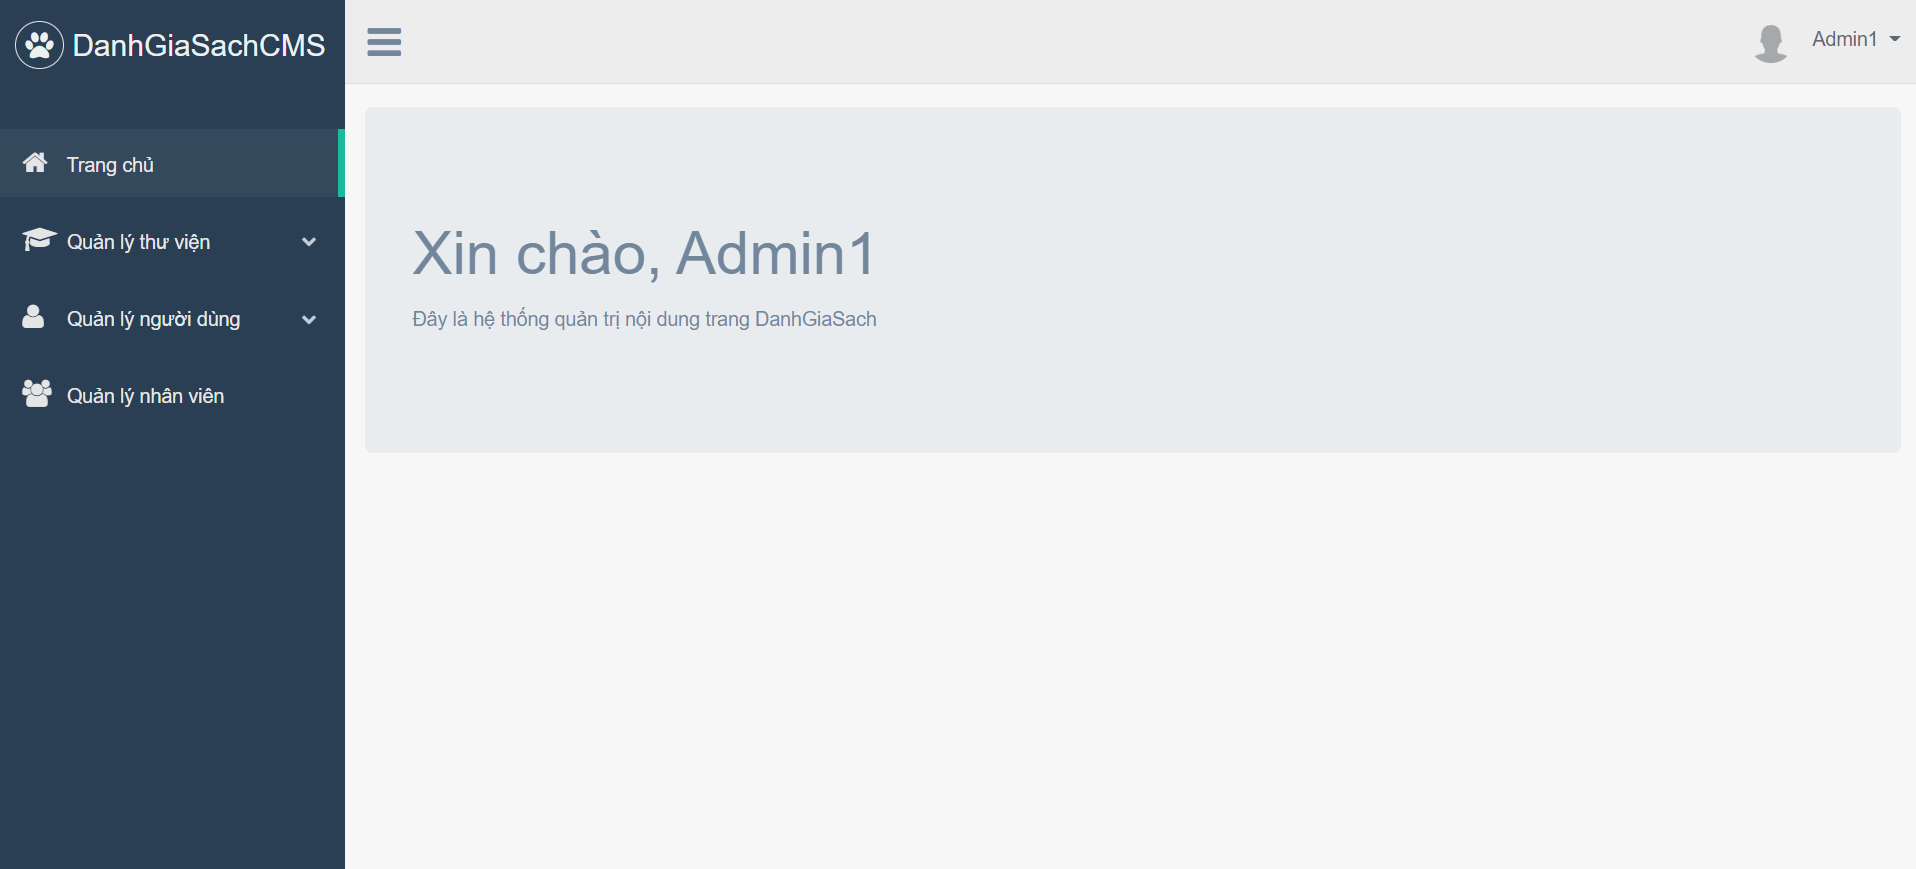 DanhGiaSachCMS
Admin1
Trang chủ
Quản lý thư viện
Quản lý người dùng
Quản lý nhân viên
Xin chào, Admin1
Đây là hệ thống quản trị nội dung trang DanhGiaSach